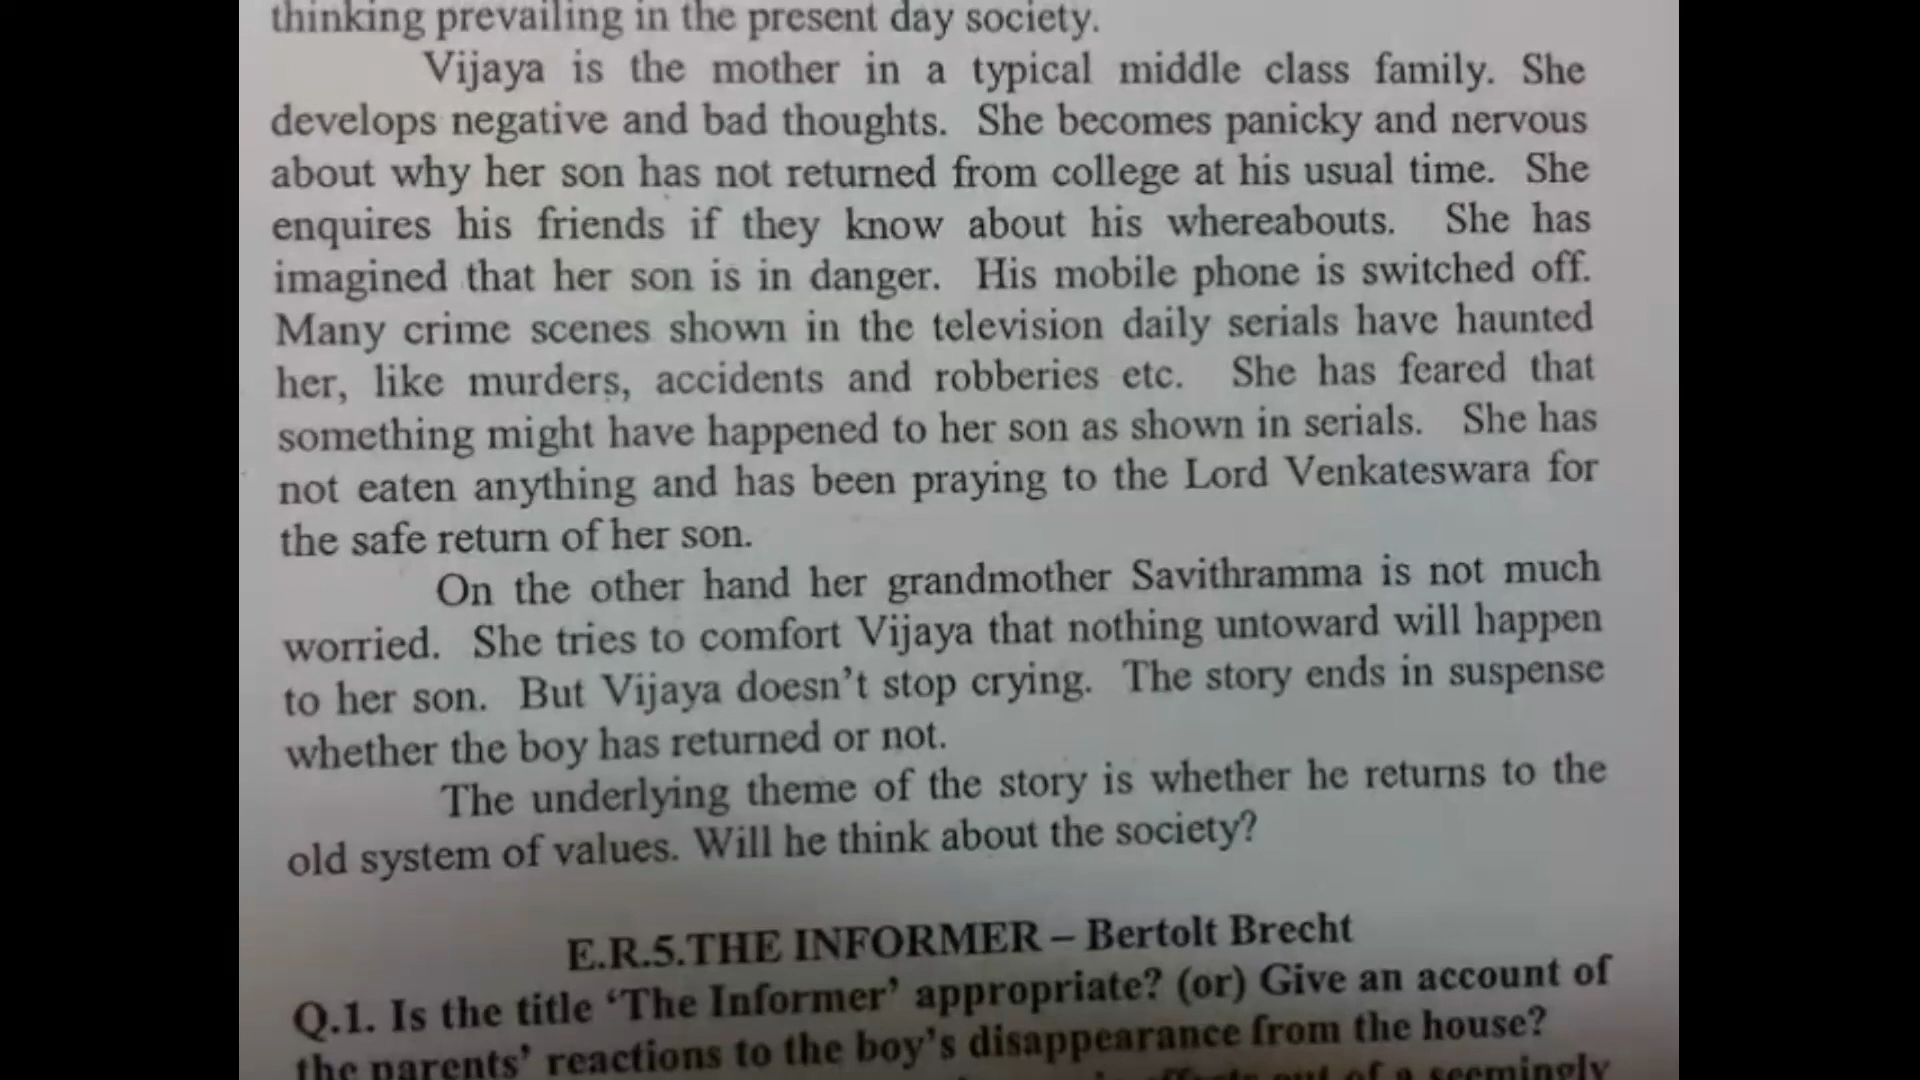 thinking prevailing in the present day society.
Vijaya is the mother in a typical middle class family. She
develops negative and bad thoughts. She becomes panicky and nervous
about why her son has not returned from college at his usual time. She
enquires his friends if they know about his whereabouts. She has
imagined that her son is in danger. His mobile phone is switched off.
Many crime scenes shown in the television daily serials have haunted
her, like murders, accidents and robberies etc. She has feared that
something might have happened to her son as shown in serials. She has
not eaten anything and has been praying to the Lord Venkateswara for
the safe return of her son.
On the other hand her grandmother Savithramma is not much
worried. She tries to comfort Vijaya that nothing untoward will happen
to her son. But Vijaya doesn't stop crying. The story ends in suspense
whether the boy has returned or not.
The underlying theme of the story is whether he returns to the
old system of values. Will he think about the society?
E.R.5.THE INFORMER – Bertolt Brecht
Q.1. Is the title ‘The Informer’ appropriate? (or) Give an account of
the parents’ reactions to the boy’s disappearance from the house?
out of a seemingly